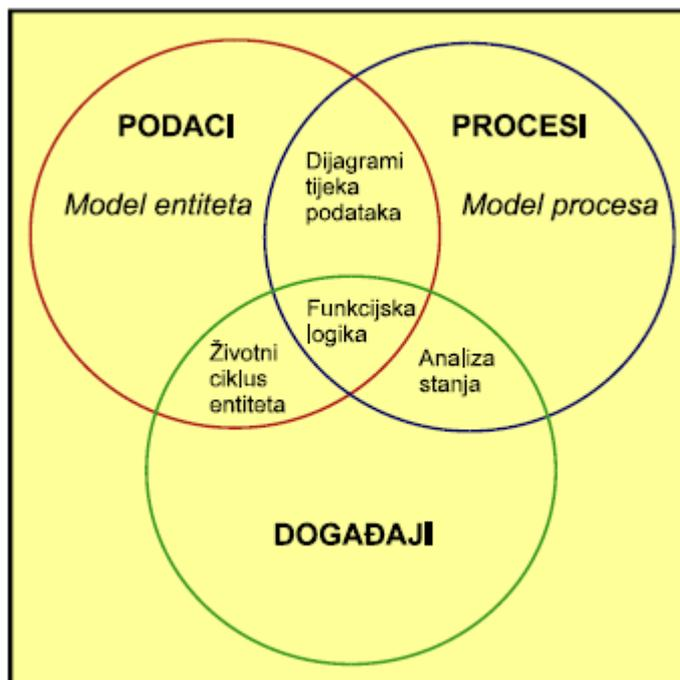 PODACI
PROCESI
Dijagrami
tijeka
podataka
Model entiteta
Model procesa
Funkcijska
logika
Životni
ciklus
entiteta
Analiza
stanja
DOGAĐAJI